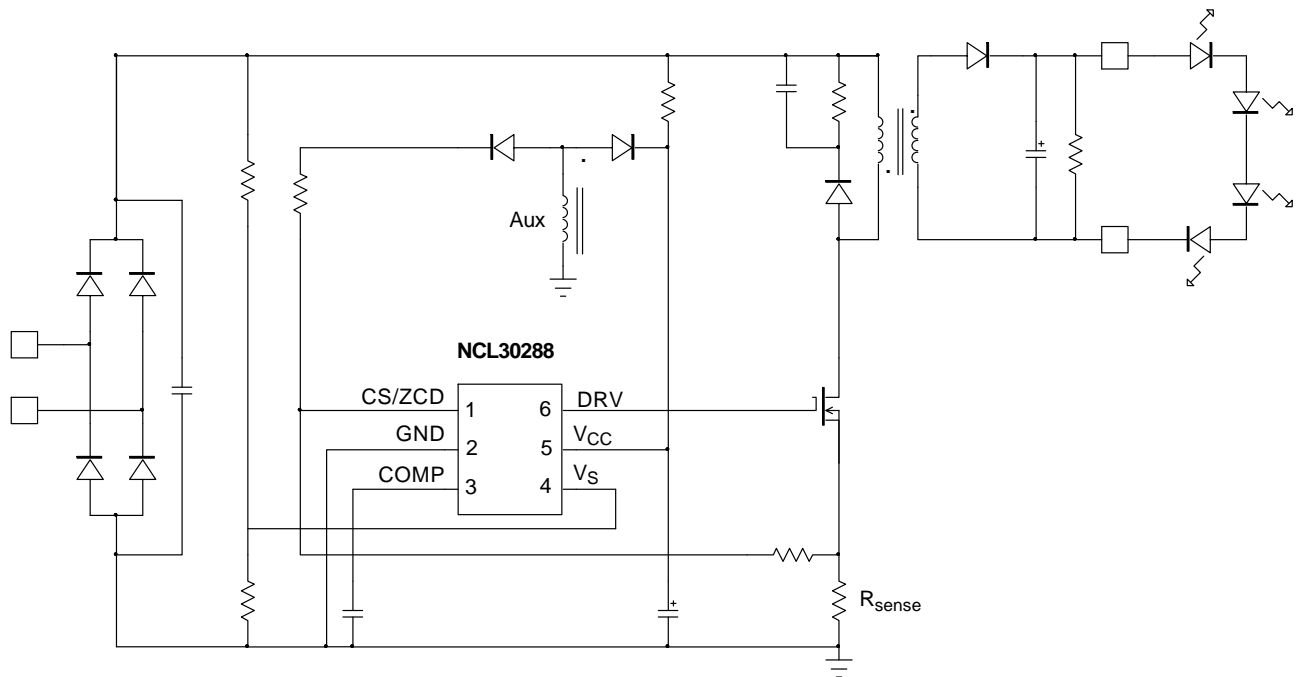 Aux
NCL30288
CS/ZCD 1 6 DRV
GND 2 5 VCC
COMP 3 4 VS
+
+
Rsense